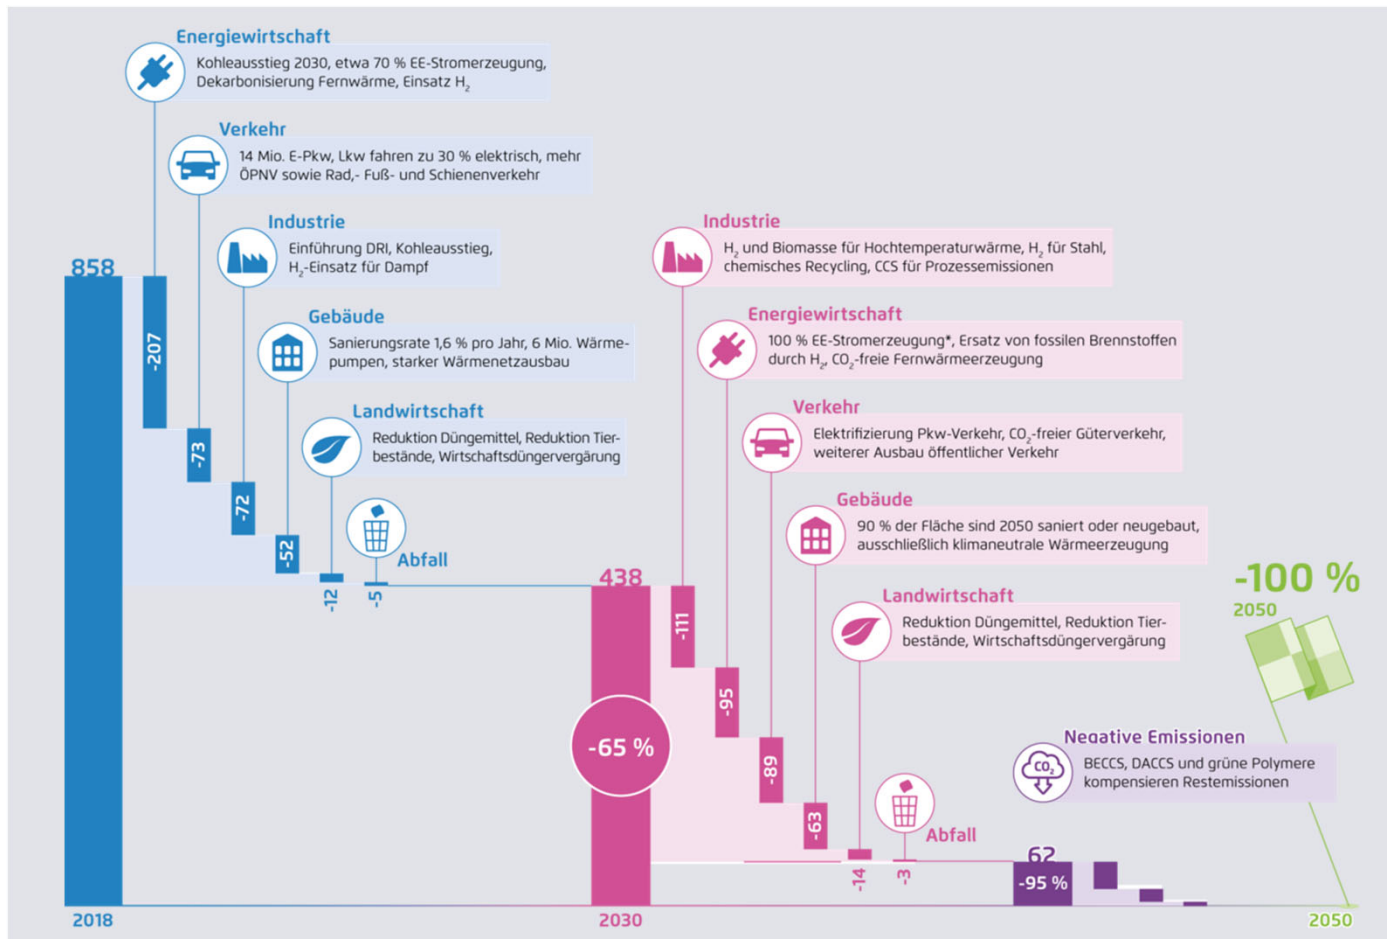 Energiewirtschaft
Kohleausstieg 2030, etwa 70 % EE-Stromerzeugung,
Dekarbonisierung Fernwärme, Einsatz H₂
Verkehr
14 Mio. E-Pkw, Lkw fahren zu 30 % elektrisch, mehr
ÖPNV sowie Rad,- Fuß- und Schienenverkehr
Industrie
Einführung DRI, Kohleausstieg,
H₂-Einsatz für Dampf
Gebäude
Sanierungsrate 1,6 % pro Jahr, 6 Mio. Wärme-
pumpen, starker Wärmenetzausbau
Landwirtschaft
Reduktion Düngemittel, Reduktion Tier-
bestände, Wirtschaftsdüngervergärung
Abfall
858
-207
-73
-72
-52
-12
-5
Industrie
H₂ und Biomasse für Hochtemperaturwärme, H₂ für Stahl,
chemisches Recycling, CCS für Prozessemissionen
Energiewirtschaft
100 % EE-Stromerzeugung*, Ersatz von fossilen Brennstoffen
durch H₂, CO₂-freie Fernwärmeerzeugung
Verkehr
Elektrifizierung Pkw-Verkehr, CO₂-freier Güterverkehr,
weiterer Ausbau öffentlicher Verkehr
Gebäude
90 % der Fläche sind 2050 saniert oder neugebaut,
ausschließlich klimaneutrale Wärmeerzeugung
Landwirtschaft
Reduktion Düngemittel, Reduktion Tier-
bestände, Wirtschaftsdüngervergärung
Abfall
438
-65 %
-111
-95
-89
-63
-14
-3
Negative Emissionen
CO₂
BECCS, DACCS und grüne Polymere
kompensieren Restemissionen
62
-95 %
-100 %
2050
2018
2030
2050